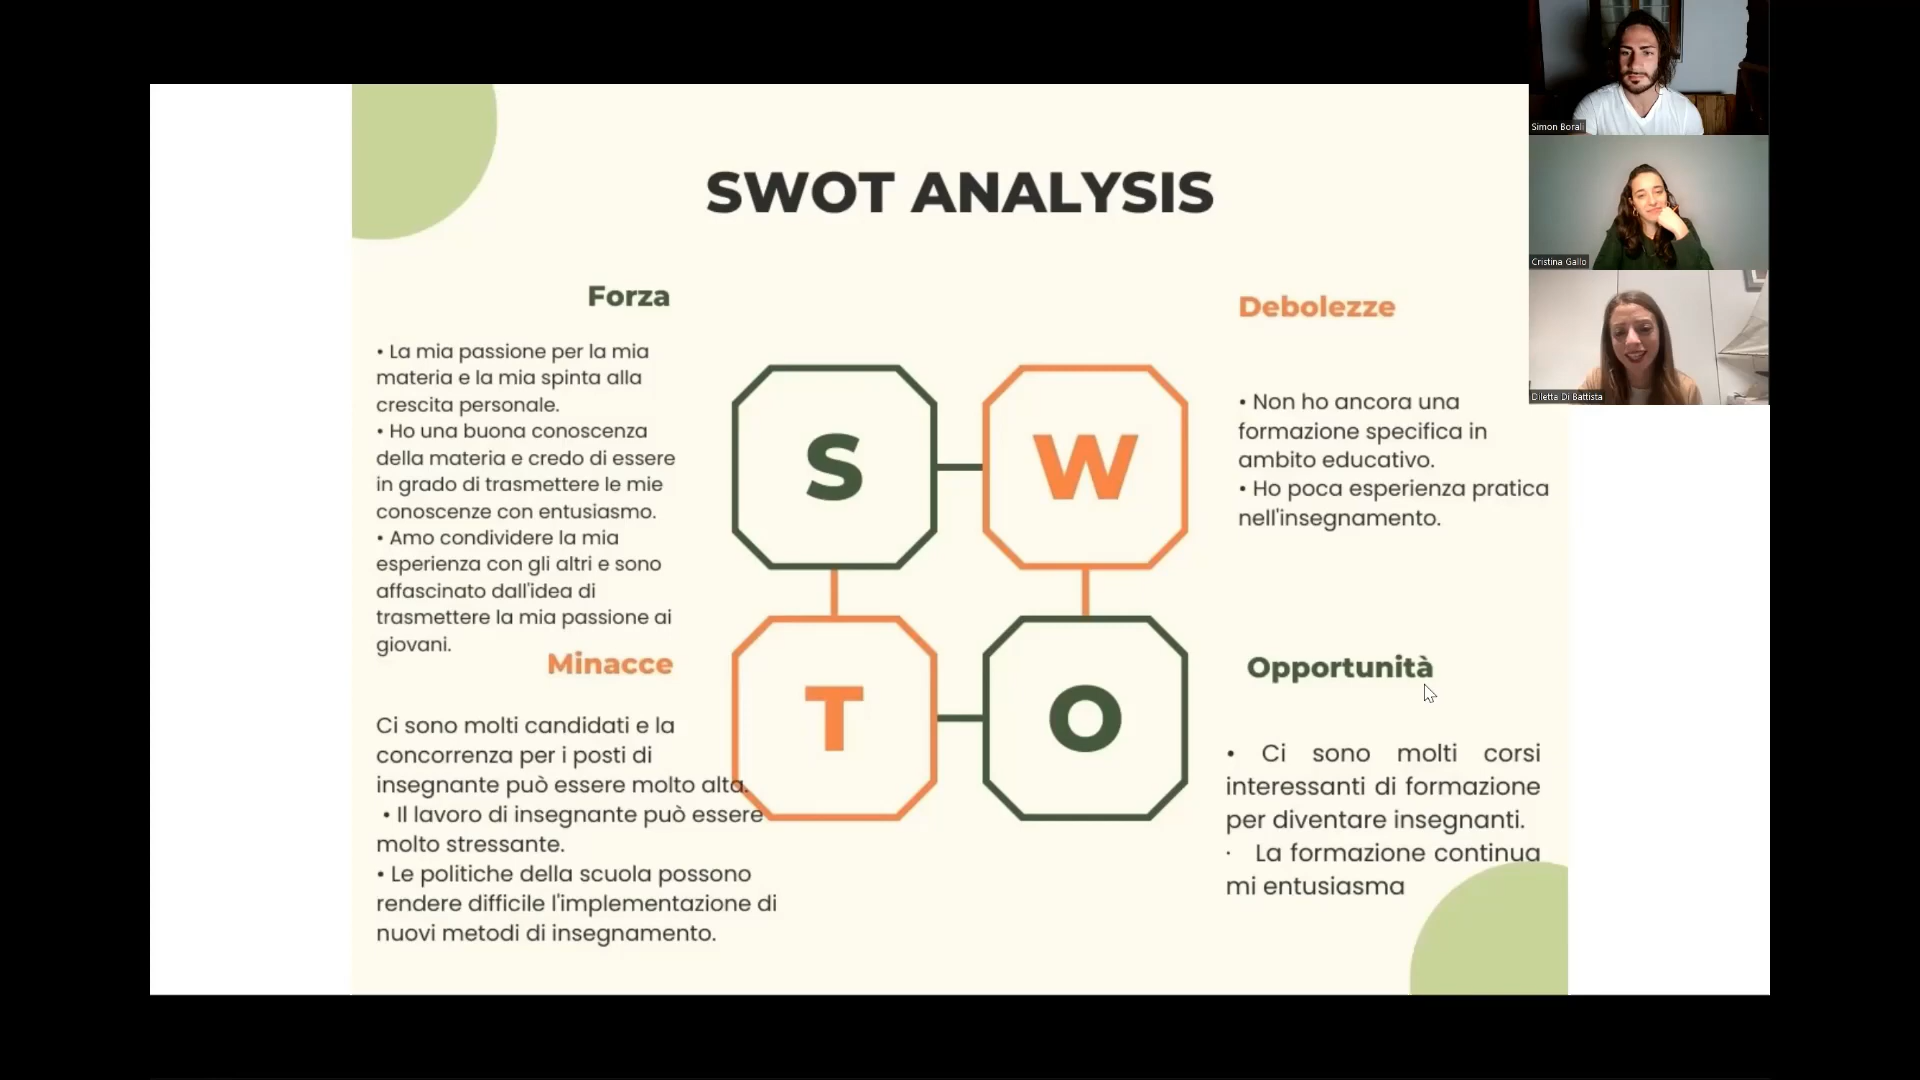 SWOT ANALYSIS
Forza
• La mia passione per la mia
materia e la mia spinta alla
crescita personale.
• Ho una buona conoscenza
della materia e credo di essere
in grado di trasmettere le mie
conoscenze con entusiasmo.
• Amo condividere la mia
esperienza con gli altri e sono
affascinato dall'idea di
trasmettere la mia passione ai
giovani.
S
W
Debolezze
• Non ho ancora una
formazione specifica in
ambito educativo.
• Ho poca esperienza pratica
nell'insegnamento.
Minacce
Ci sono molti candidati e la
concorrenza per i posti di
insegnante può essere molto alta.
• Il lavoro di insegnante può essere
molto stressante.
• Le politiche della scuola possono
rendere difficile l'implementazione di
nuovi metodi di insegnamento.
T
O
Opportunità
• Ci sono molti corsi
interessanti di formazione
per diventare insegnanti.
· La formazione continua
mi entusiasma
Simon Borali
Cristina Gallo
Diletta Di Battista